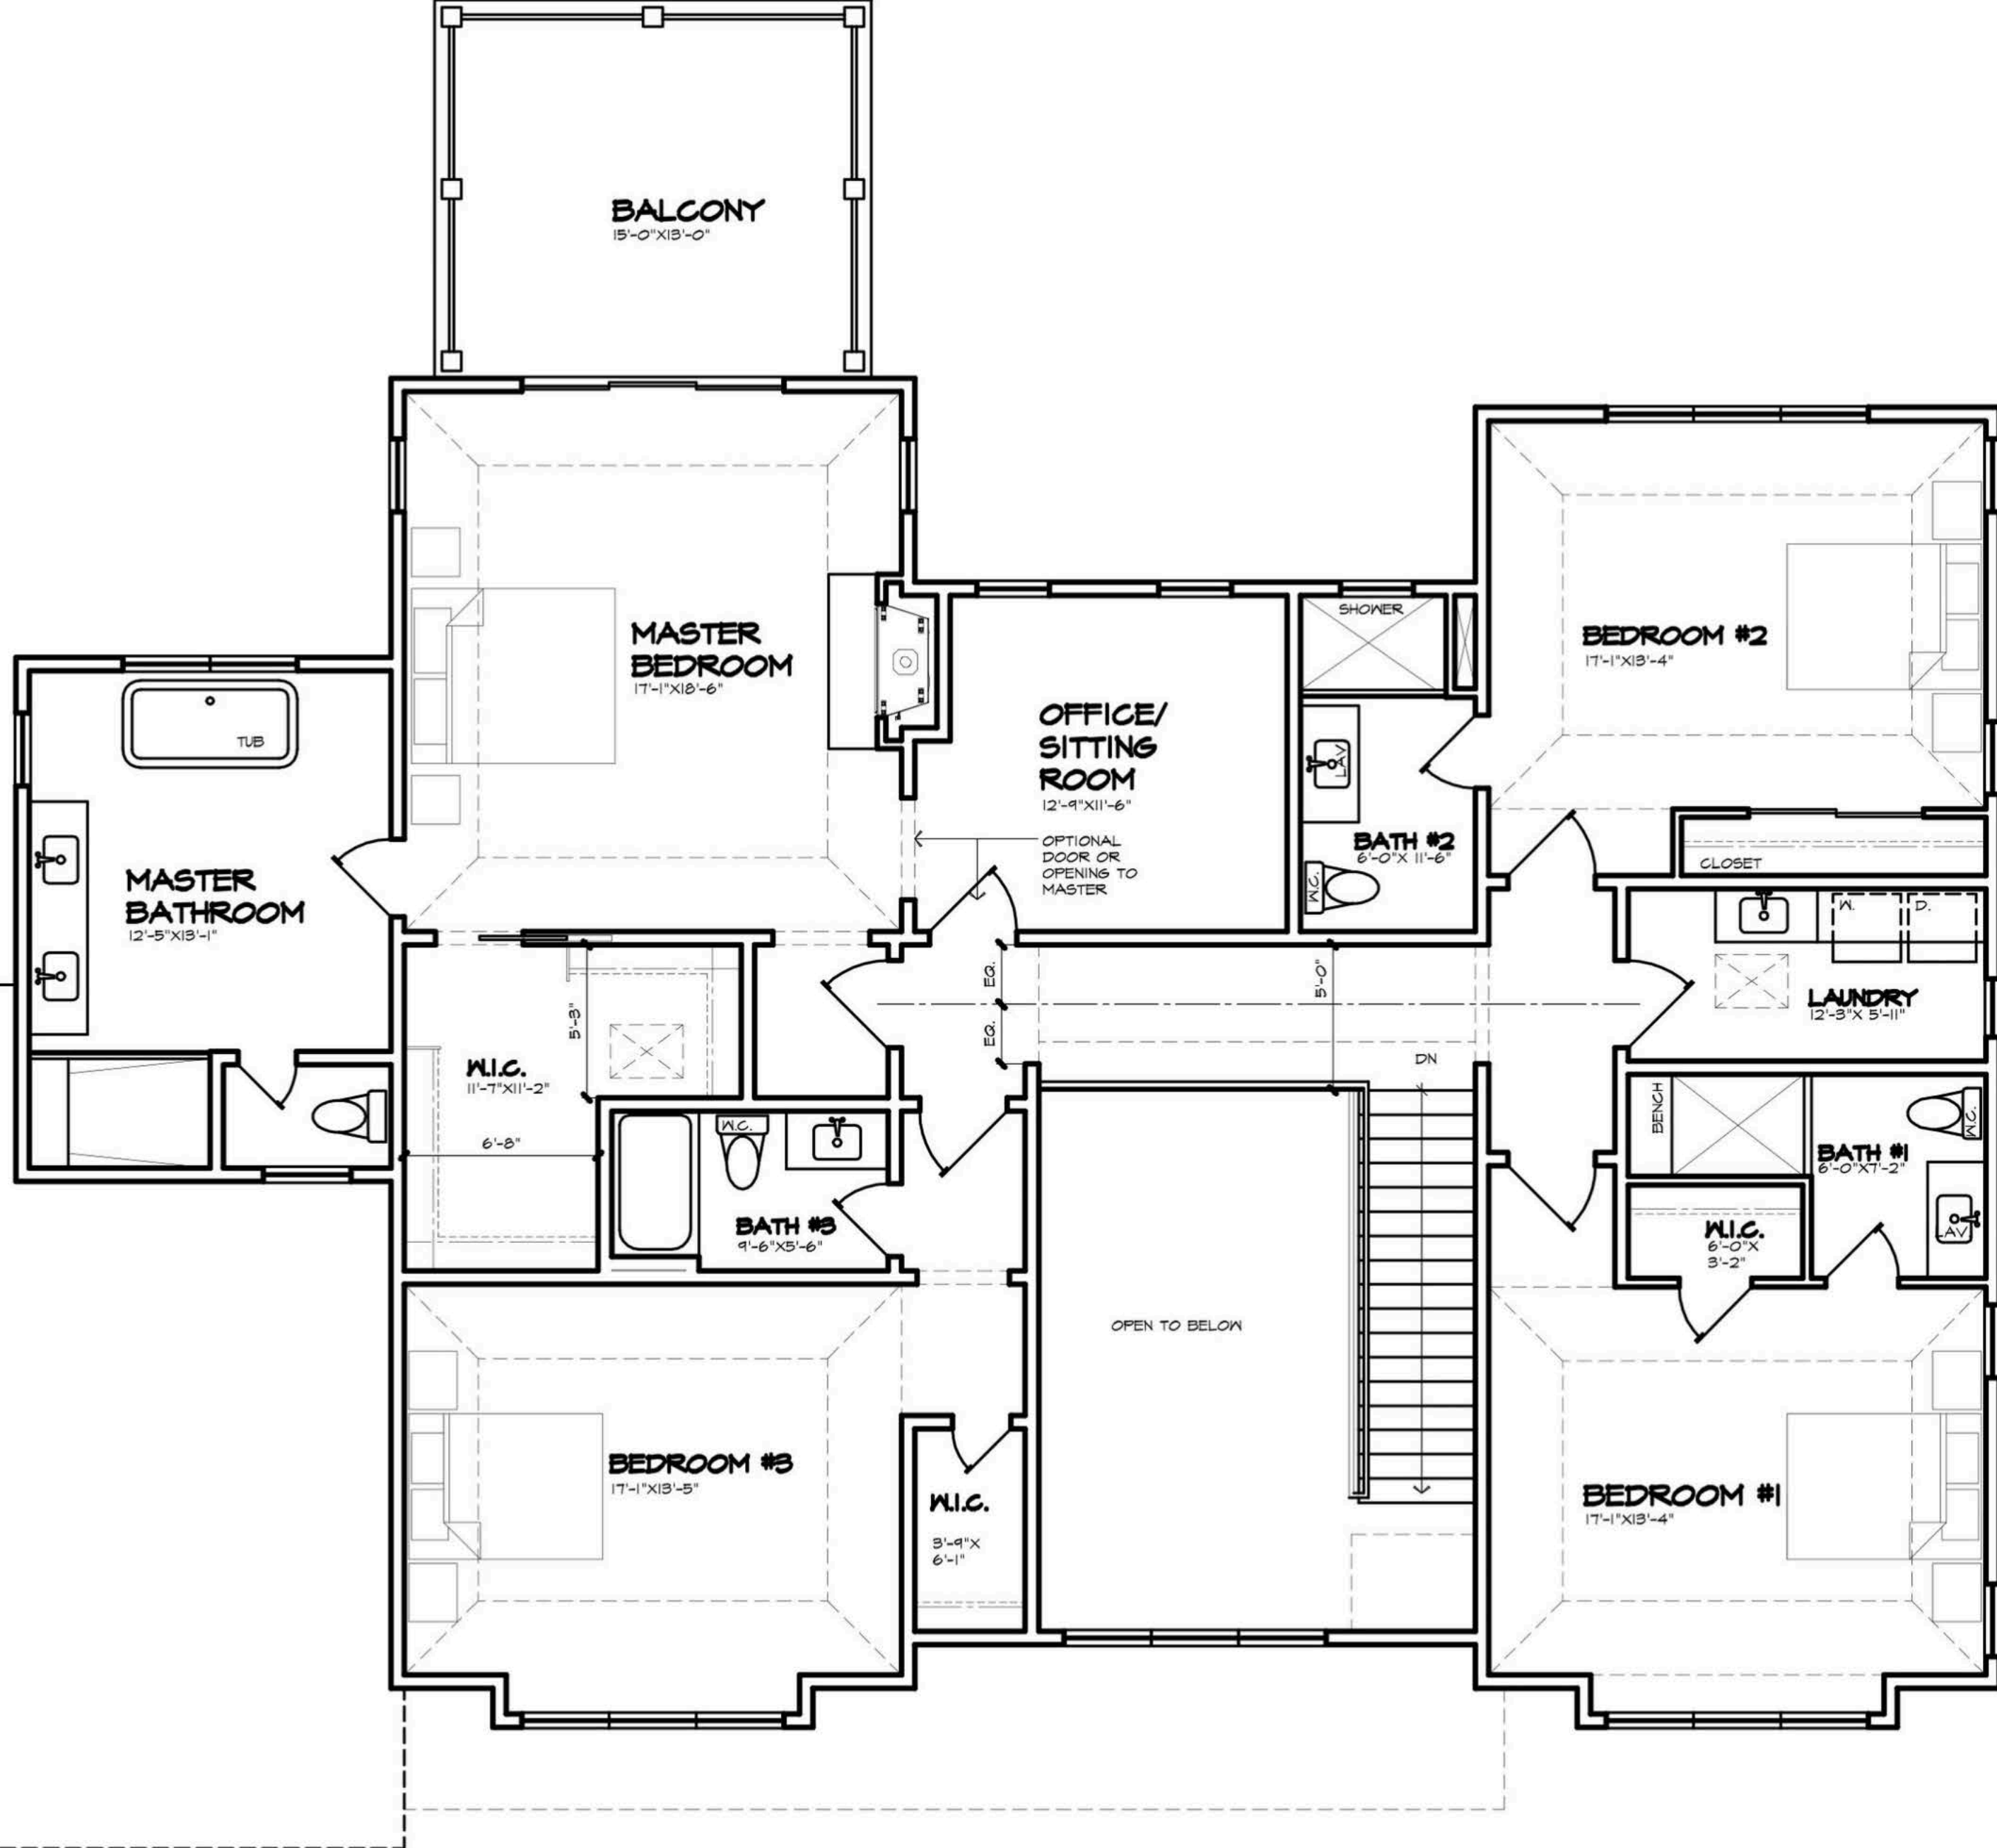 BALCONY
15'-0"X13'-0"
MASTER
BEDROOM
17'-1"X18'-6"
SHOWER
BEDROOM #2
17'-1"X13'-4"
OFFICE/
SITTING
ROOM
12'-9"X11'-6"
OPTIONAL
DOOR OR
OPENING TO
MASTER
TUB
LAV
BATH #2
6'-0"X 11'-6"
W.C.
CLOSET
MASTER
BATHROOM
12'-5"X13'-1"
W.
D.
LAUNDRY
12'-3"X 5'-11"
EQ.
EQ.
5'-0"
5'-3"
W.I.C.
11'-7"X11'-2"
6'-8"
DN
BENCH
W.C.
BATH #1
6'-0"X7'-2"
LAV
W.C.
BATH #3
9'-6"X5'-6"
W.I.C.
6'-0"X
3'-2"
OPEN TO BELOW
BEDROOM #3
17'-1"X13'-5"
W.I.C.
3'-9"X
6'-1"
BEDROOM #1
17'-1"X13'-4"